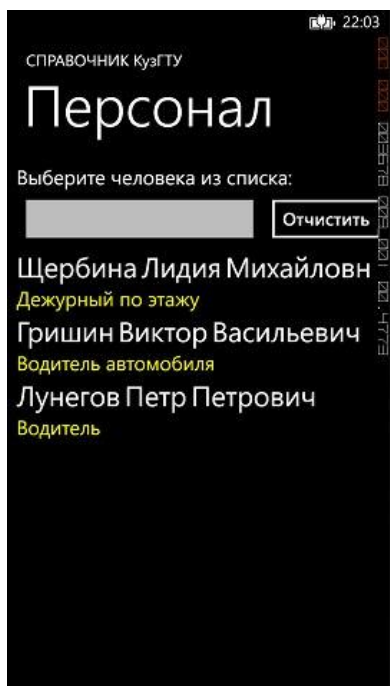 22:03
СПРАВОЧНИК КузГТУ
Персонал
Выберите человека из списка:
Отчистить
Щербина Лидия Михайловн
Дежурный по этажу
Гришин Виктор Васильевич
Водитель автомобиля
Лунегов Петр Петрович
Водитель